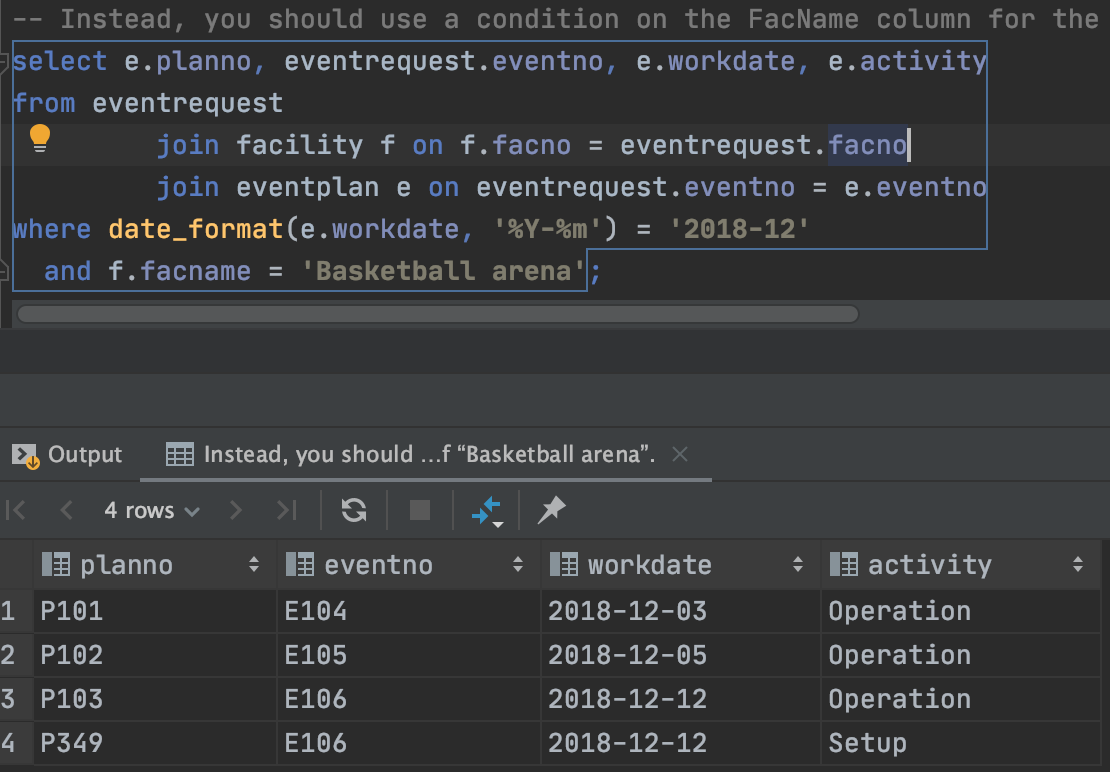 -- Instead, you should use a condition on the FacName column for the
select e.planno, eventrequest.eventno, e.workdate, e.activity
from eventrequest
join facility f on f.facno = eventrequest.facno
join eventplan e on eventrequest.eventno = e.eventno
where date_format(e.workdate, '%Y-%m') = '2018-12'
and f.facname = 'Basketball arena';
Output Instead, you should ...f “Basketball arena”.
4 rows
planno eventno workdate activity
1 P101 E104 2018-12-03 Operation
2 P102 E105 2018-12-05 Operation
3 P103 E106 2018-12-12 Operation
4 P349 E106 2018-12-12 Setup